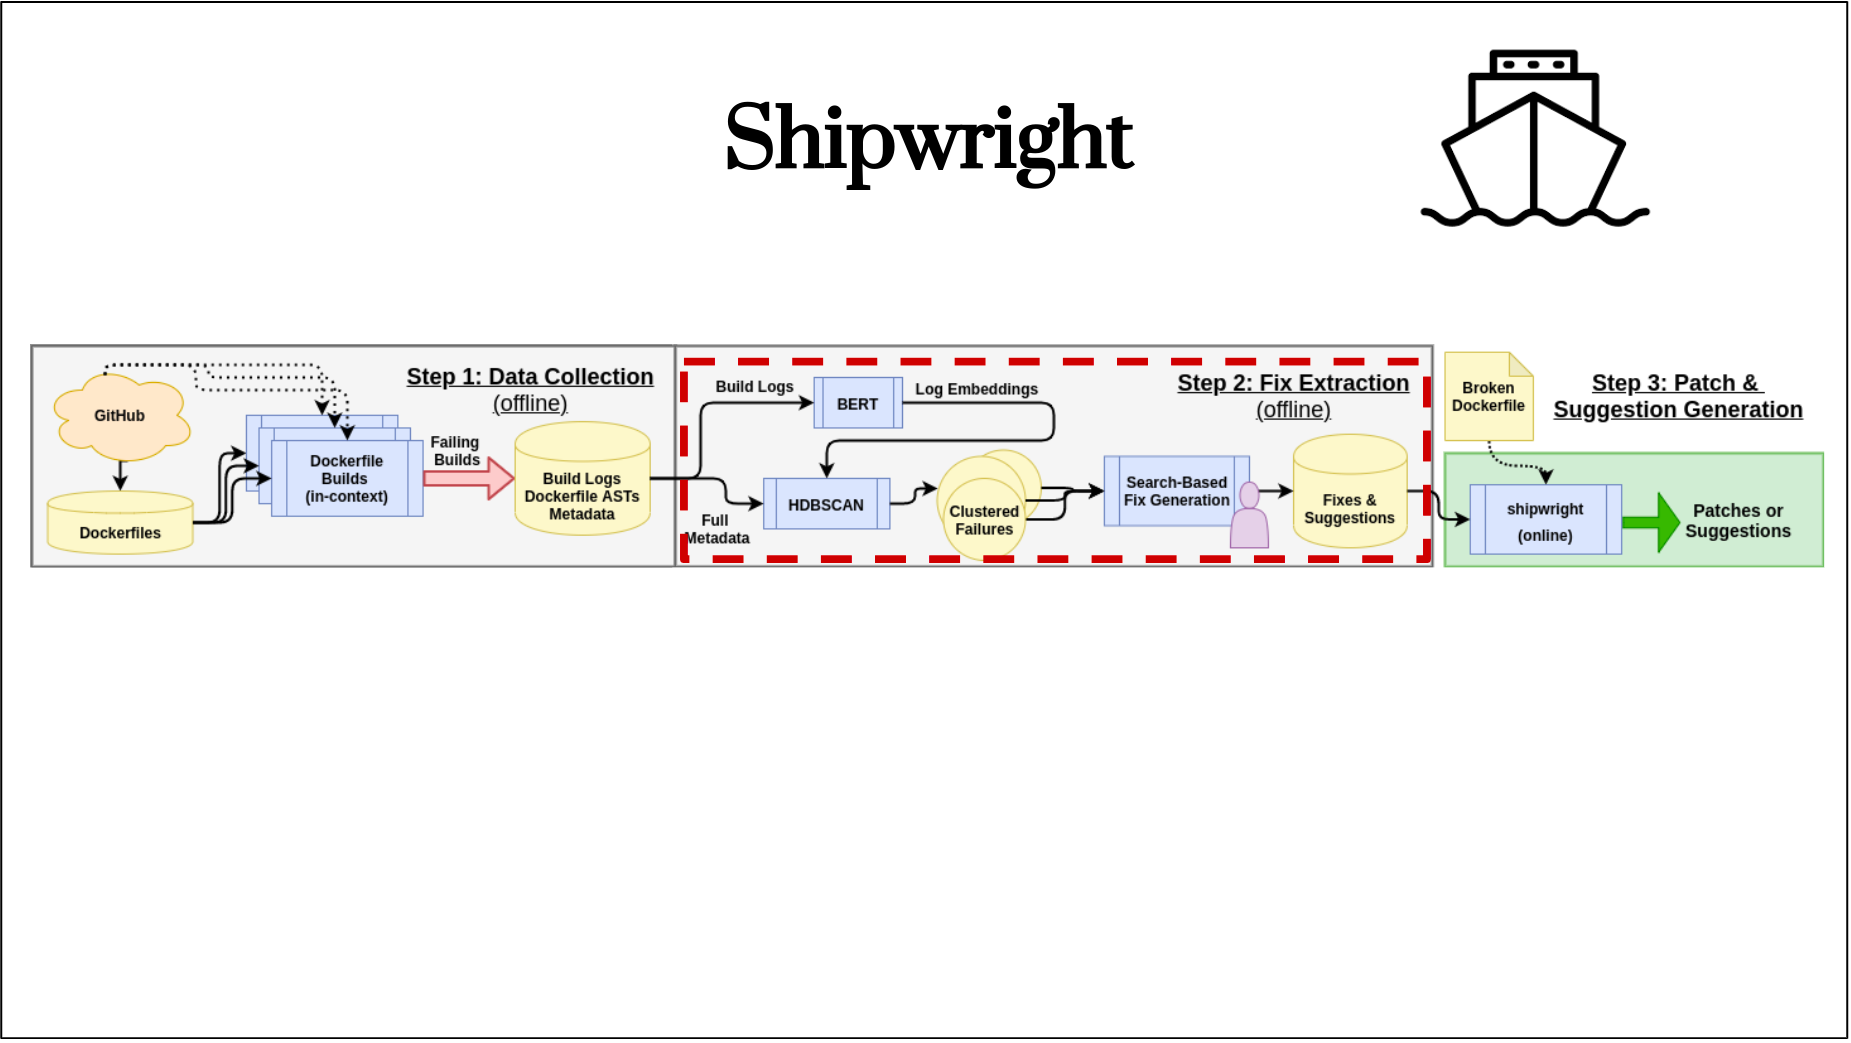 Shipwright
Step 1: Data Collection
(offline)
GitHub
Dockerfiles
Dockerfile
Builds
(in-context)
Failing
Builds
Build Logs
Dockerfile ASTs
Metadata
Step 2: Fix Extraction
(offline)
Build Logs
BERT
Log Embeddings
Full
Metadata
HDBSCAN
Clustered
Failures
Search-Based
Fix Generation
Fixes &
Suggestions
Step 3: Patch &
Suggestion Generation
Broken
Dockerfile
shipwright
(online)
Patches or
Suggestions